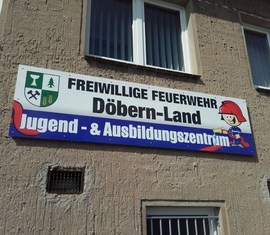 FREIWILLIGE FEUERWEHR
Döbern-Land
Jugend - & Ausbildungszentrum